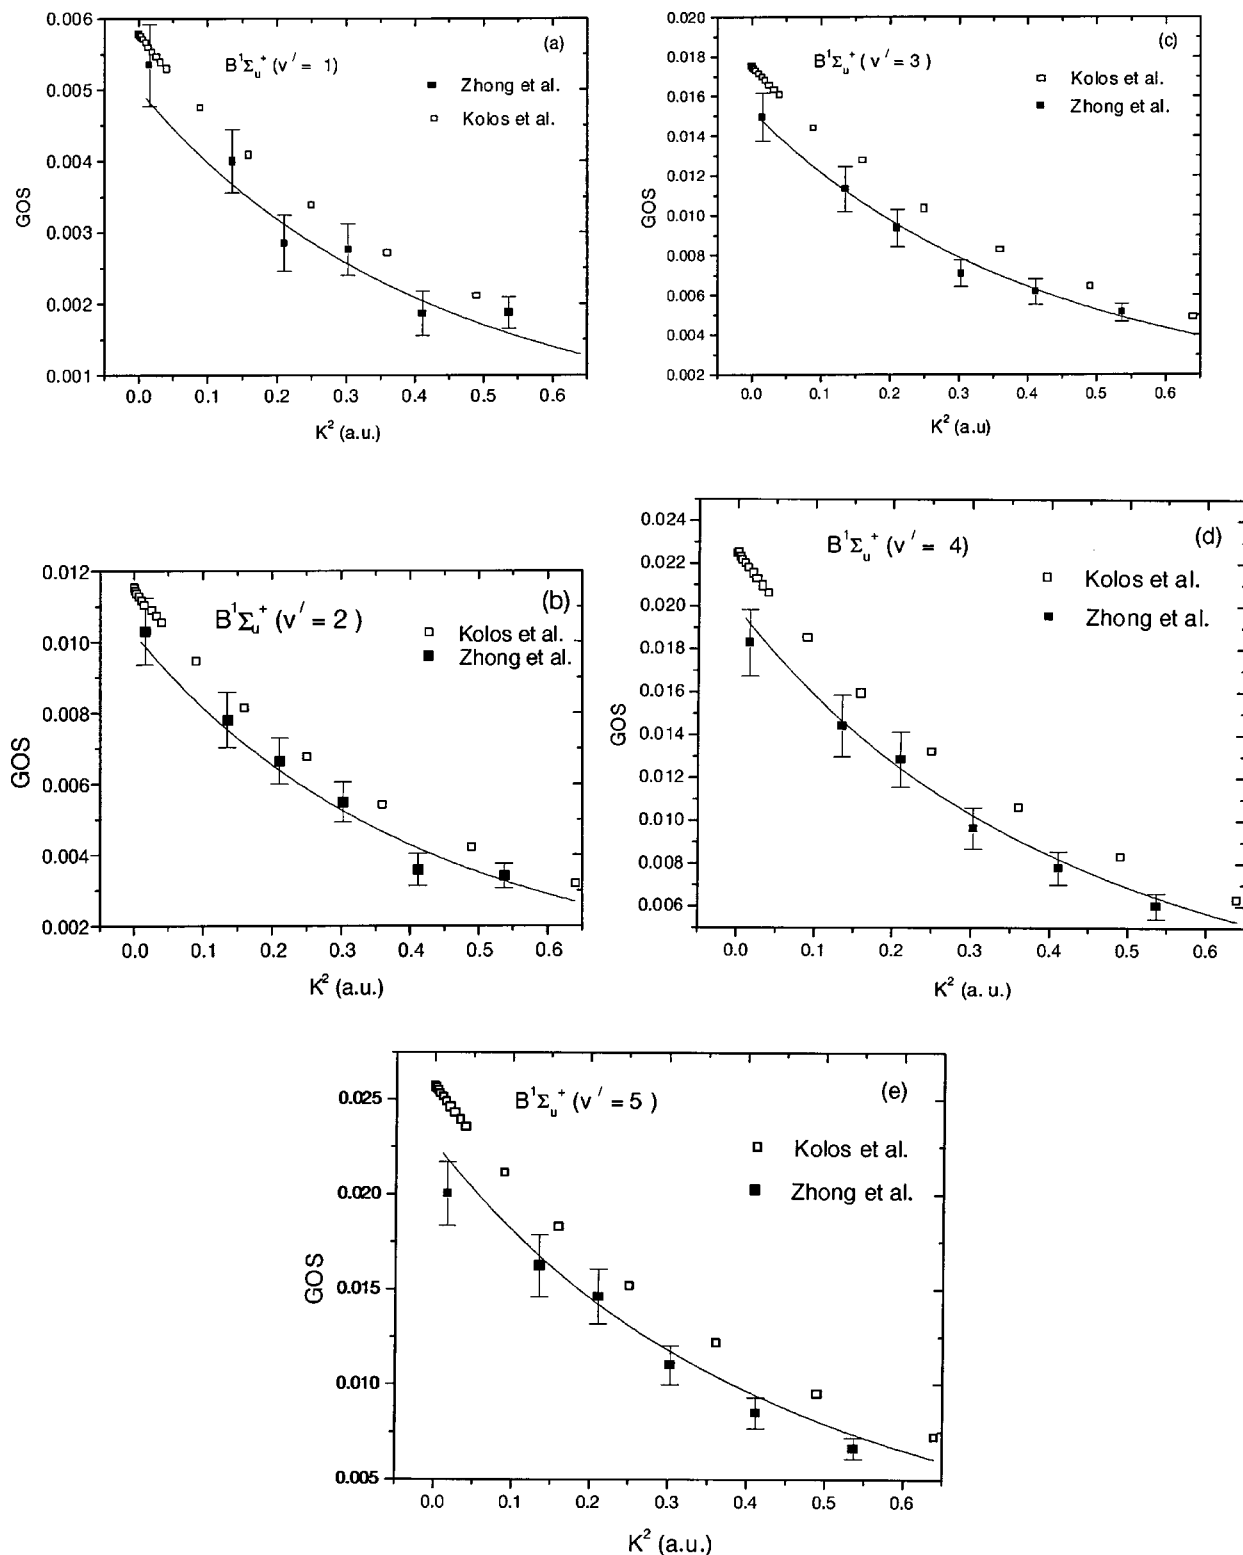 (a)
B¹Σᵤ⁺ (v′ = 1)
Zhong et al.
Kolos et al.
0.006
0.005
0.004
0.003
0.002
0.001
GOS
0.0 0.1 0.2 0.3 0.4 0.5 0.6
K² (a.u.)
(c)
B¹Σᵤ⁺ (v′ = 3)
Kolos et al.
Zhong et al.
0.020
0.018
0.016
0.014
0.012
0.010
0.008
0.006
0.004
0.002
GOS
0.0 0.1 0.2 0.3 0.4 0.5 0.6
K² (a.u)
(b)
B¹Σᵤ⁺ (v′ = 2)
Kolos et al.
Zhong et al.
0.012
0.010
0.008
0.006
0.004
0.002
GOS
0.0 0.1 0.2 0.3 0.4 0.5 0.6
K² (a.u.)
(d)
B¹Σᵤ⁺ (v′ = 4)
Kolos et al.
Zhong et al.
0.024
0.022
0.020
0.018
0.016
0.014
0.012
0.010
0.008
0.006
GOS
0.0 0.1 0.2 0.3 0.4 0.5 0.6
K² (a. u.)
(e)
B¹Σᵤ⁺ (v′ = 5)
Kolos et al.
Zhong et al.
0.025
0.020
0.015
0.010
0.005
GOS
0.0 0.1 0.2 0.3 0.4 0.5 0.6
K² (a.u.)